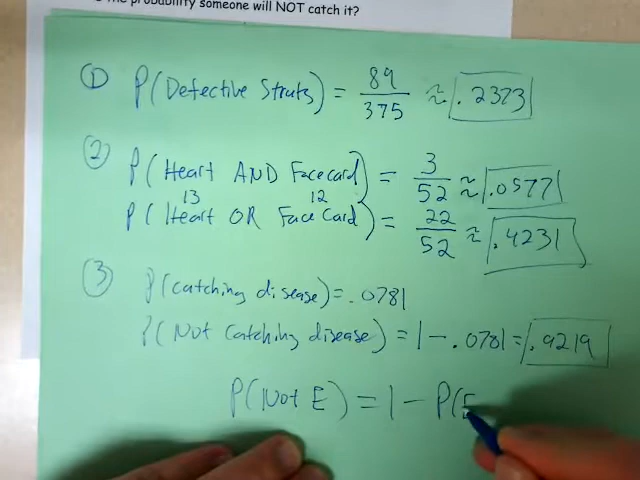 probability someone will NOT catch it?
① P(Defective Struts) = 89/375 ≈ .2373
② P(Heart AND Facecard) = 3/52 ≈ .0577
13 12
P(Heart OR Face Card) = 22/52 ≈ .4231
③ P(catching disease) = .0781
P(Not catching disease) = 1 - .0781 = .9219
P(Not E) = 1 - P(E